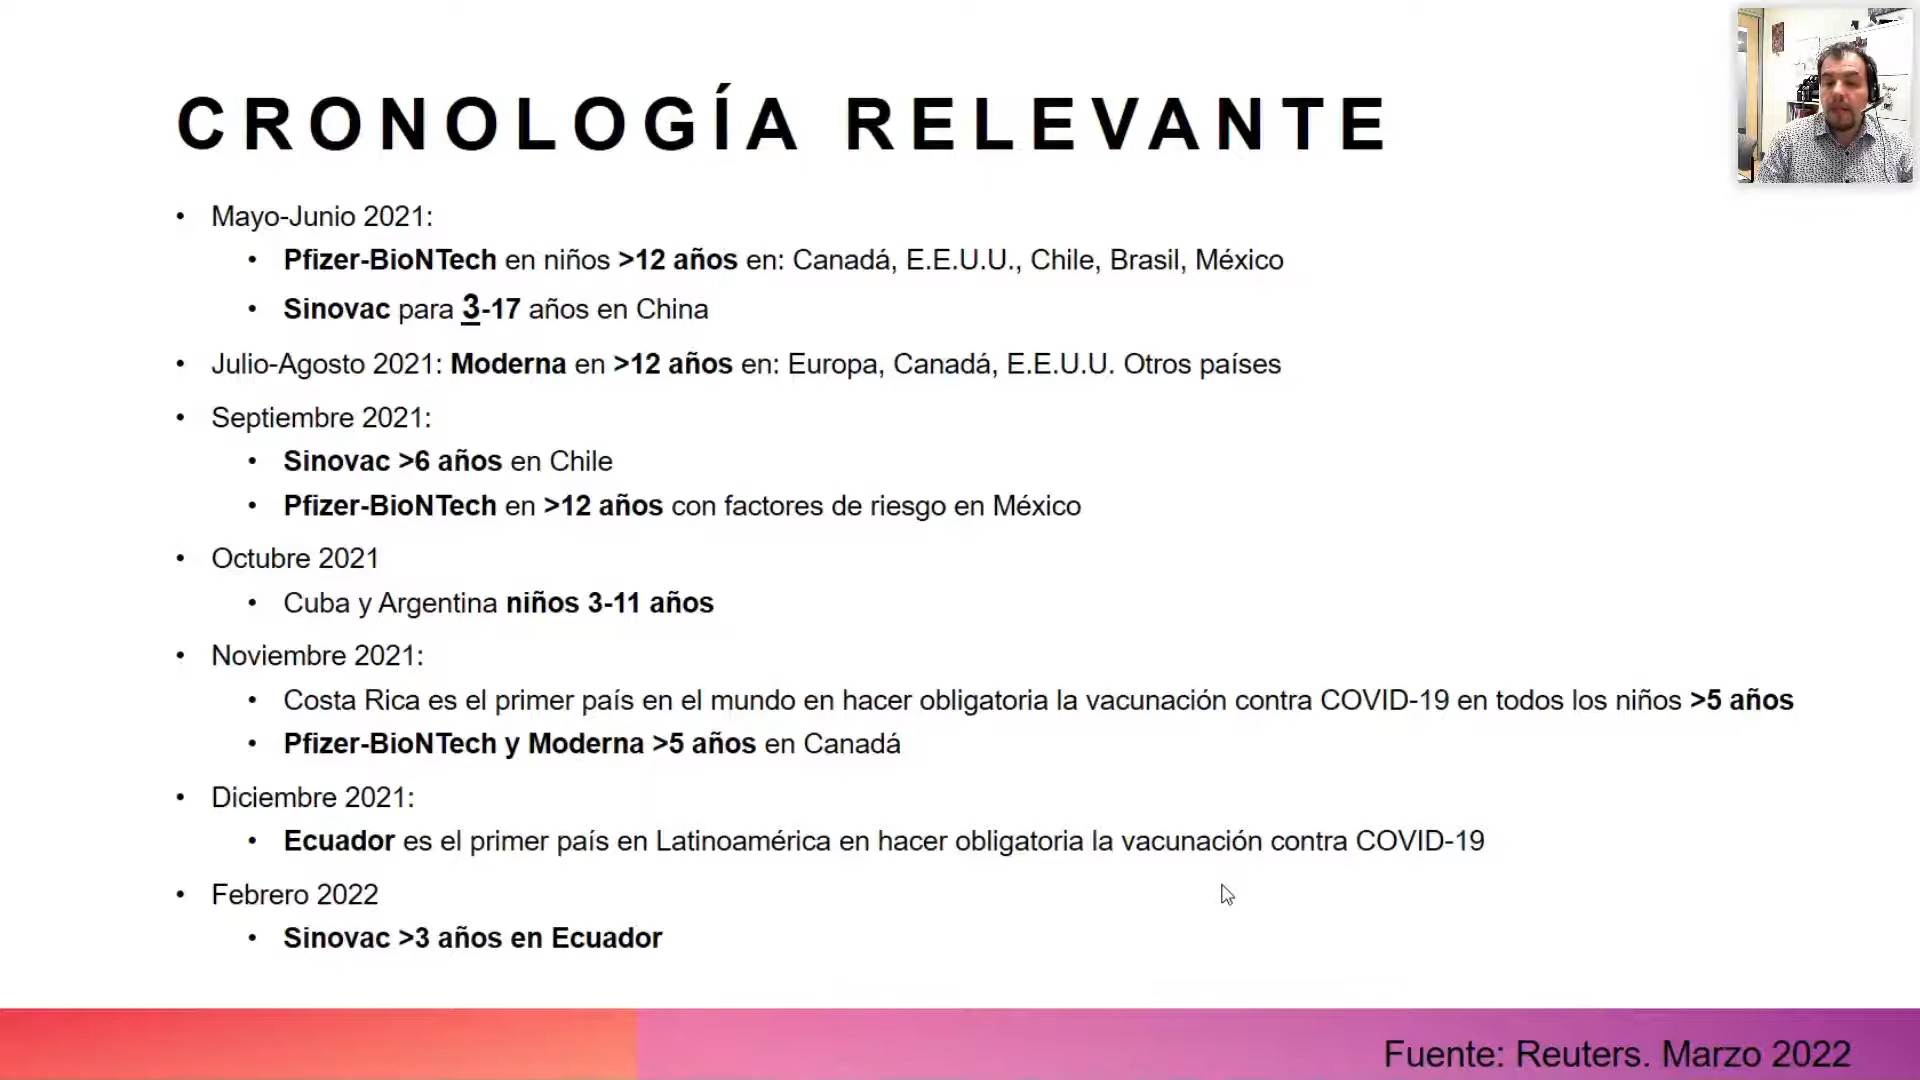 CRONOLOGÍA RELEVANTE
• Mayo-Junio 2021:
• Pfizer-BioNTech en niños >12 años en: Canadá, E.E.U.U., Chile, Brasil, México
• Sinovac para 3-17 años en China
• Julio-Agosto 2021: Moderna en >12 años en: Europa, Canadá, E.E.U.U. Otros países
• Septiembre 2021:
• Sinovac >6 años en Chile
• Pfizer-BioNTech en >12 años con factores de riesgo en México
• Octubre 2021
• Cuba y Argentina niños 3-11 años
• Noviembre 2021:
• Costa Rica es el primer país en el mundo en hacer obligatoria la vacunación contra COVID-19 en todos los niños >5 años
• Pfizer-BioNTech y Moderna >5 años en Canadá
• Diciembre 2021:
• Ecuador es el primer país en Latinoamérica en hacer obligatoria la vacunación contra COVID-19
• Febrero 2022
• Sinovac >3 años en Ecuador
Fuente: Reuters. Marzo 2022